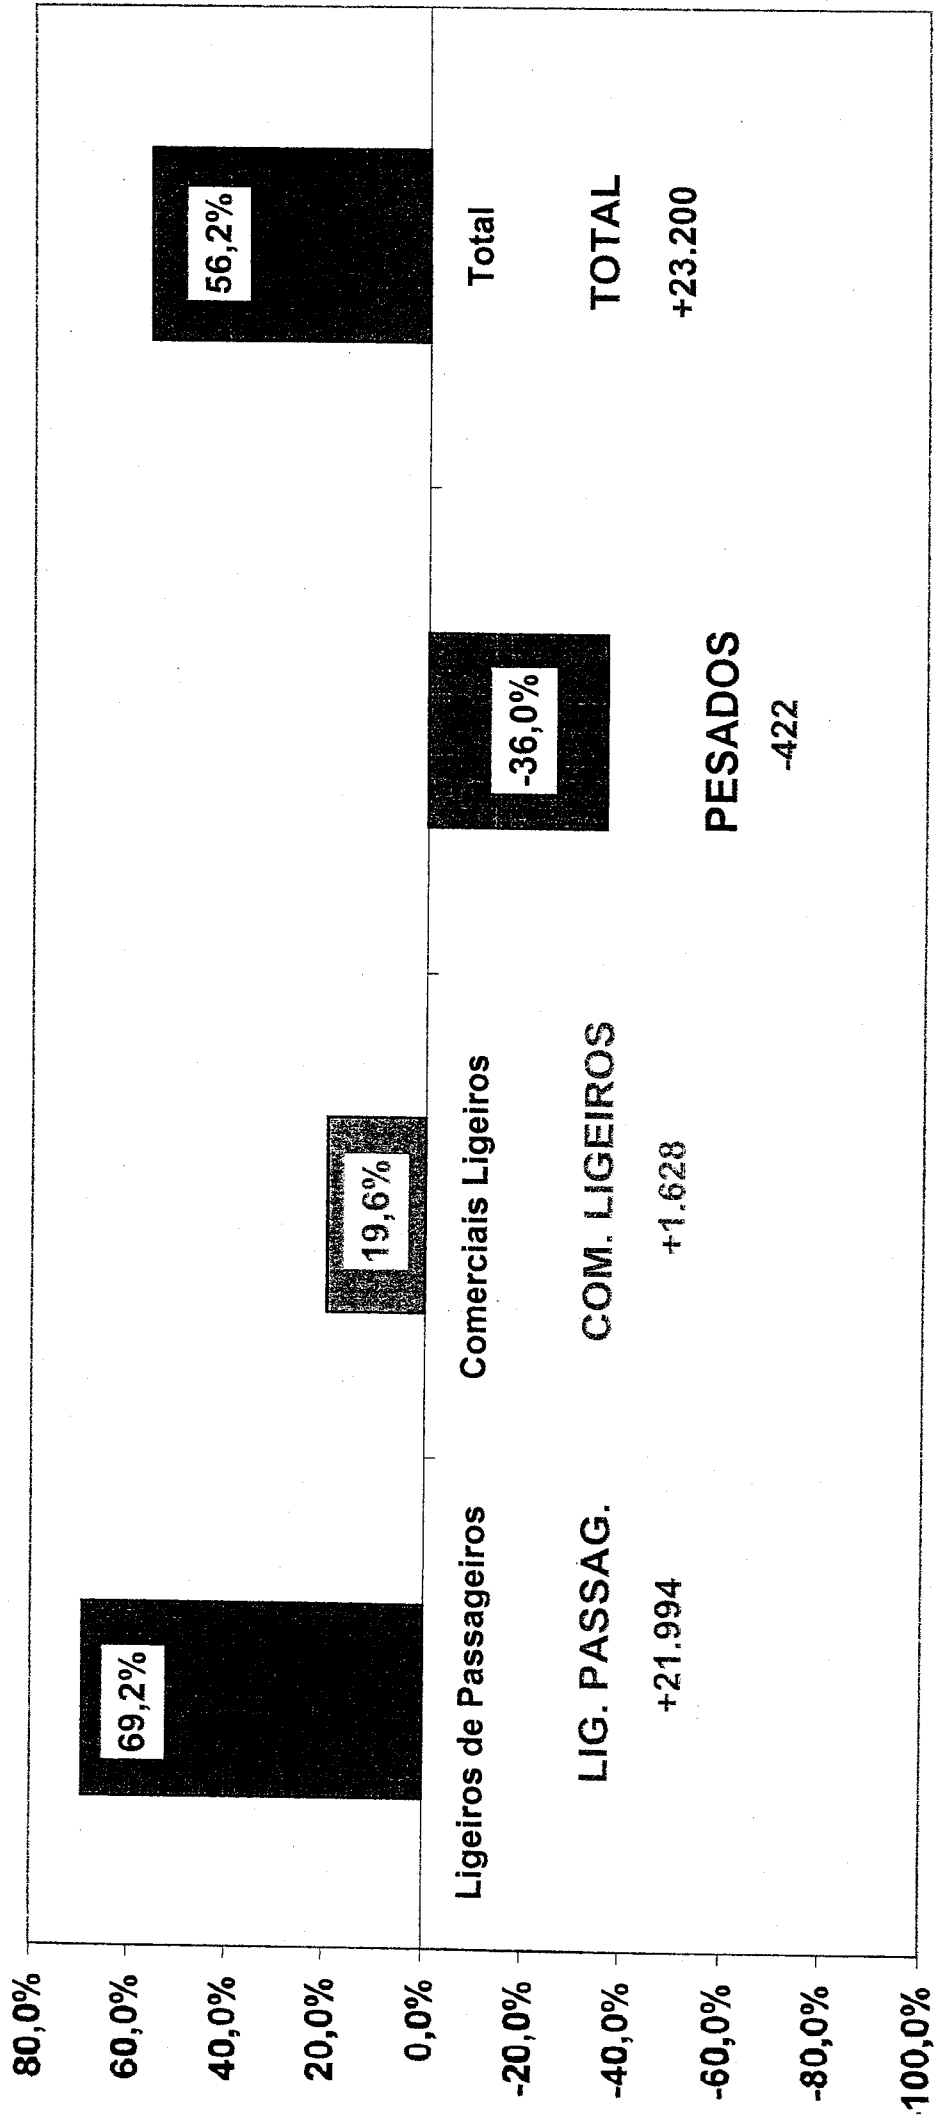 80,0%
60,0%
40,0%
20,0%
0,0%
-20,0%
-40,0%
-60,0%
-80,0%
-100,0%
69,2%
19,6%
-36,0%
56,2%
Ligeiros de Passageiros
Comerciais Ligeiros
Total
LIG. PASSAG.
+21.994
COM. LIGEIROS
+1.628
PESADOS
-422
TOTAL
+23.200